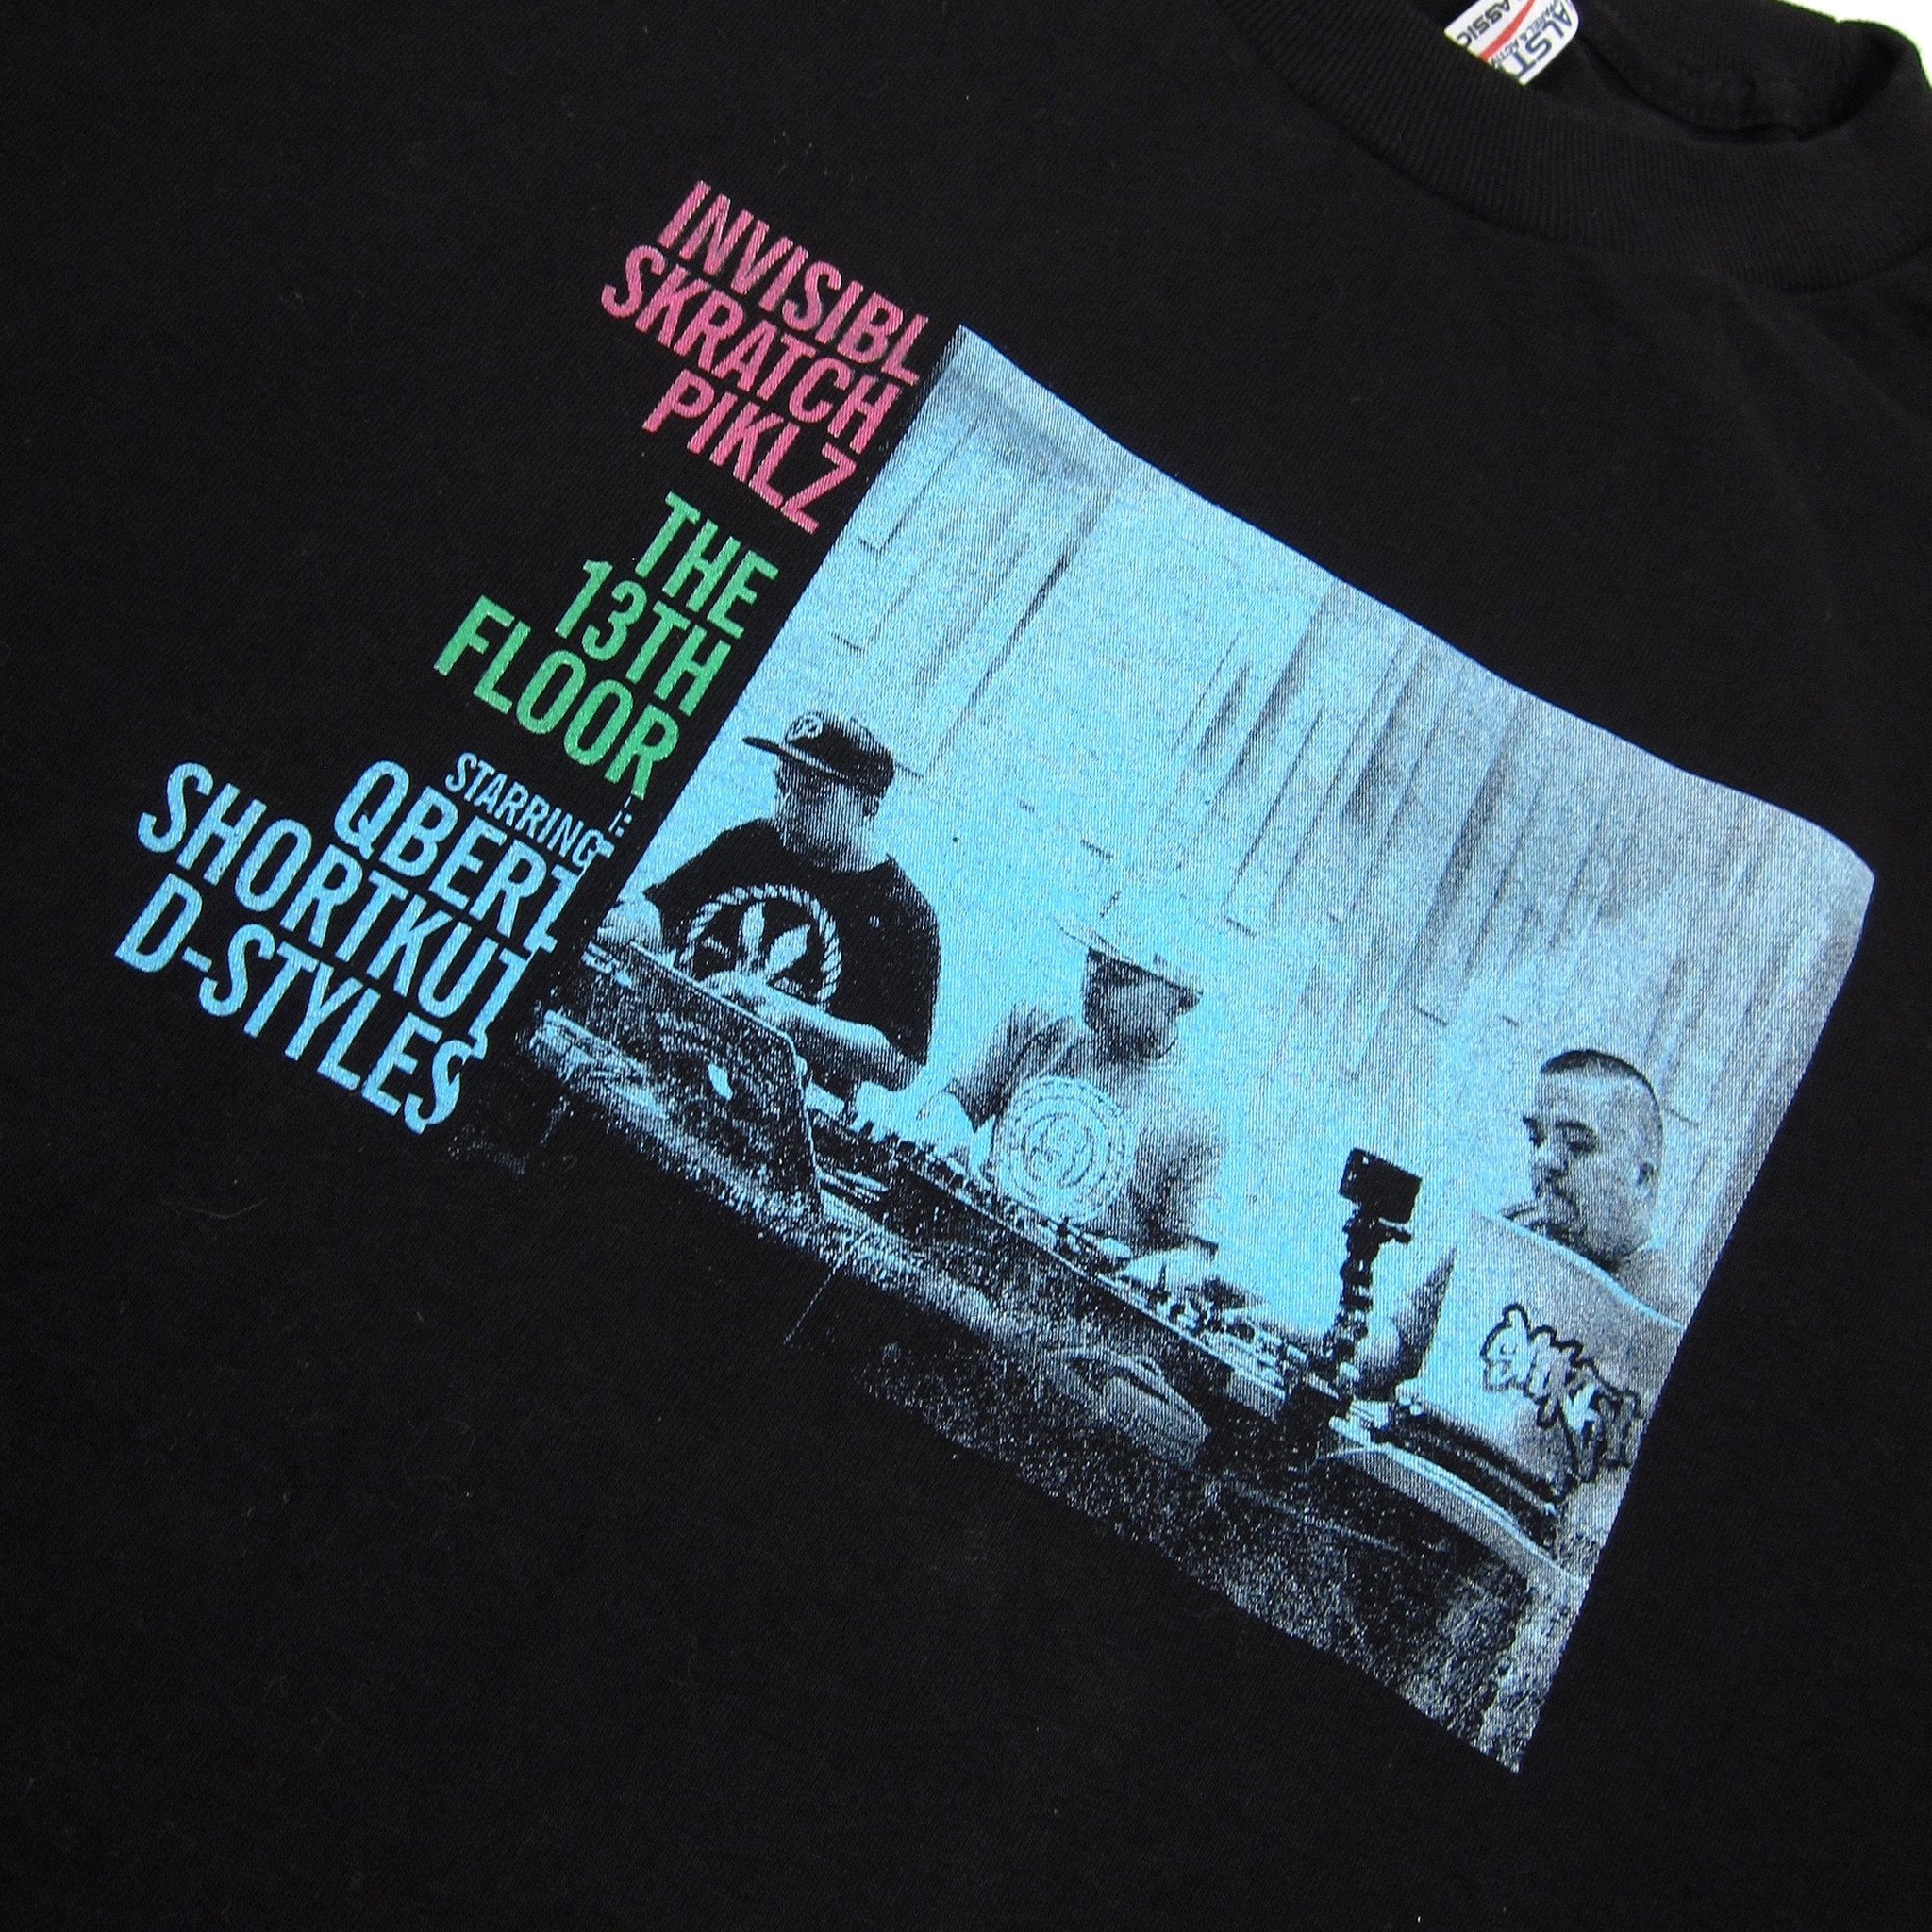 INVISIBL
SKRATCH
PIKLZ
THE
13TH
FLOOR
STARRING
QBERT
SHORTKUT
D-STYLES